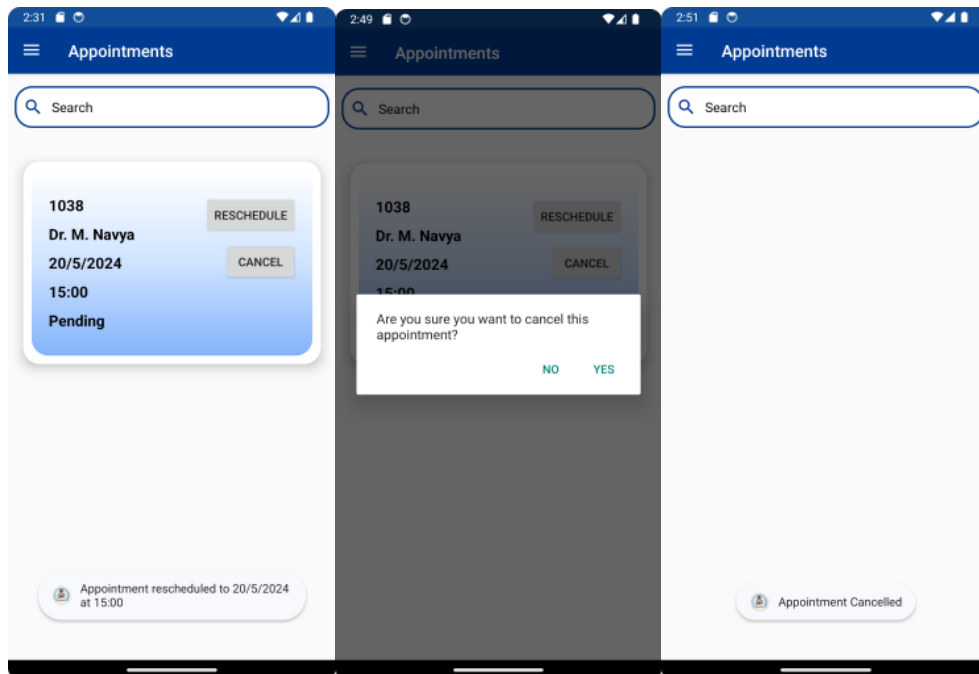 2:31
Appointments
Search
1038
RESCHEDULE
Dr. M. Navya
20/5/2024
CANCEL
15:00
Pending
Appointment rescheduled to 20/5/2024
at 15:00
2:49
Appointments
Search
1038
RESCHEDULE
Dr. M. Navya
20/5/2024
CANCEL
15:00
Are you sure you want to cancel this
appointment?
NO YES
2:51
Appointments
Search
Appointment Cancelled